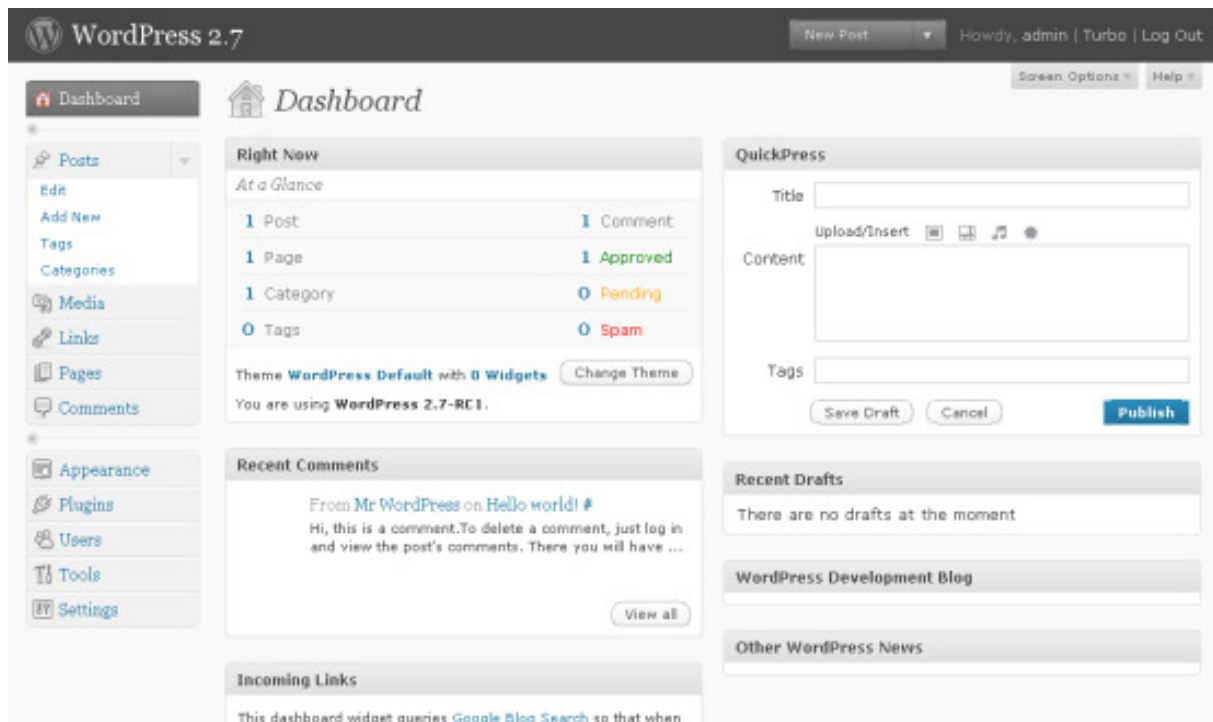 WordPress 2.7
New Post
Howdy, admin | Turbo | Log Out
Screen Options
Help
Dashboard
Posts
Edit
Add New
Tags
Categories
Media
Links
Pages
Comments
Appearance
Plugins
Users
Tools
Settings
Dashboard
Right Now
At a Glance
1 Post 1 Comment
1 Page 1 Approved
1 Category 0 Pending
0 Tags 0 Spam
Theme WordPress Default with 0 Widgets Change Theme
You are using WordPress 2.7-RC1.
Recent Comments
From Mr WordPress on Hello world! #
Hi, this is a comment.To delete a comment, just log in
and view the post's comments. There you will have ...
View all
Incoming Links
This dashboard widget queries Google Blog Search so that when
QuickPress
Title
Upload/Insert
Content
Tags
Save Draft Cancel Publish
Recent Drafts
There are no drafts at the moment
WordPress Development Blog
Other WordPress News